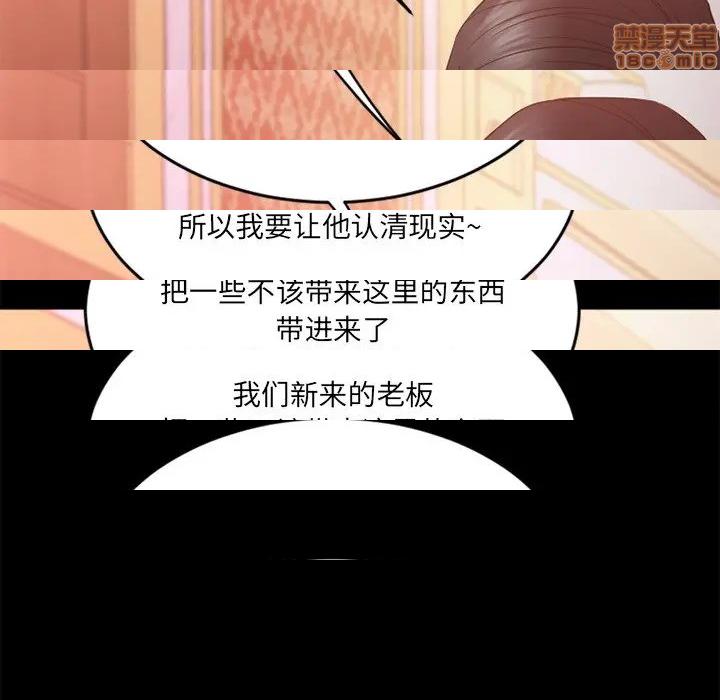 禁漫天堂
18COMIC
所以我要让他认清现实~
把一些不该带来这里的东西
带进来了
我们新来的老板